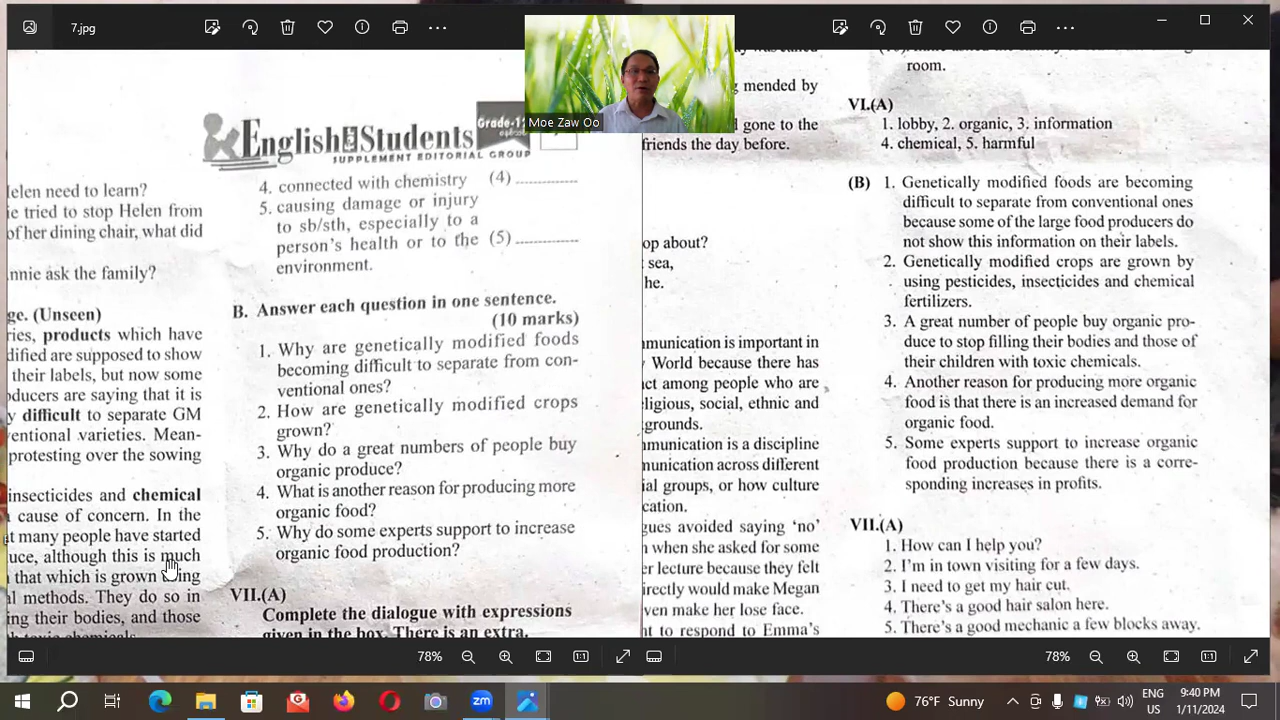 7.jpg
Moe Zaw Oo
English Students
Grade-12
SUPPLEMENT EDITORIAL GROUP
Helen need to learn?
ie tried to stop Helen from
of her dining chair, what did
nnie ask the family?
ge. (Unseen)
ries, products which have
dified are supposed to show
their labels, but now some
oducers are saying that it is
y difficult to separate GM
ventional varieties. Mean-
protesting over the sowing
insecticides and chemical
a cause of concern. In the
at many people have started
uce, although this is much
that which is grown using
al methods. They do so in
ing their bodies, and those
4. connected with chemistry (4)
5. causing damage or injury
to sb/sth, especially to a
person's health or to the (5)
environment.
B. Answer each question in one sentence.
(10 marks)
1. Why are genetically modified foods
becoming difficult to separate from con-
ventional ones?
2. How are genetically modified crops
grown?
3. Why do a great numbers of people buy
organic produce?
4. What is another reason for producing more
organic food?
5. Why do some experts support to increase
organic food production?
VII.(A)
Complete the dialogue with expressions
given in the box. There is an extra.
g mended by
gone to the
friends the day before.
op about?
sea,
he.
mmunication is important in
World because there has
ct among people who are
ligious, social, ethnic and
grounds.
mmunication is a discipline
munication across different
ial groups, or how culture
cation.
gues avoided saying 'no'
n when she asked for some
er lecture because they felt
irectly would make Megan
ven make her lose face.
nt to respond to Emma's
room.
VI.(A)
1. lobby, 2. organic, 3. information
4. chemical, 5. harmful
(B) 1. Genetically modified foods are becoming
difficult to separate from conventional ones
because some of the large food producers do
not show this information on their labels.
2. Genetically modified crops are grown by
using pesticides, insecticides and chemical
fertilizers.
3. A great number of people buy organic pro-
duce to stop filling their bodies and those of
their children with toxic chemicals.
4. Another reason for producing more organic
food is that there is an increased demand for
organic food.
5. Some experts support to increase organic
food production because there is a corre-
sponding increases in profits.
VII.(A)
1. How can I help you?
2. I'm in town visiting for a few days.
3. I need to get my hair cut.
4. There's a good hair salon here.
5. There's a good mechanic a few blocks away.
78%
1:1
78%
1:1
zm
76°F Sunny
ENG
US
9:40 PM
1/11/2024